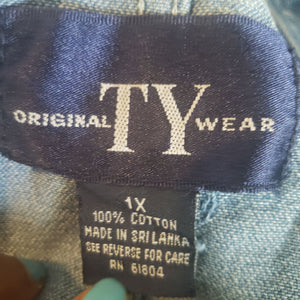 ORIGINAL TY WEAR
1X
100% COTTON
MADE IN SRI LANKA
SEE REVERSE FOR CARE
RN 61804